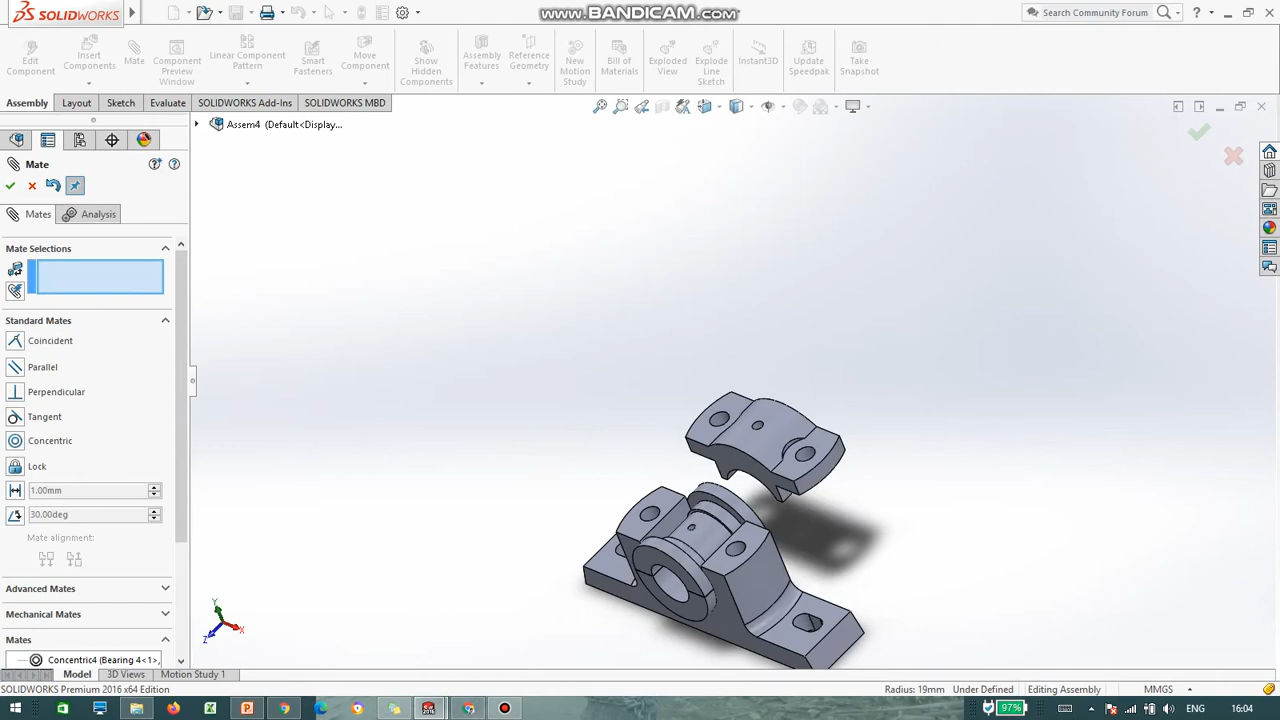 SOLIDWORKS
WWW.BANDICAM.COM
Search Community Forum
Edit Component
Insert Components
Mate
Component Preview Window
Linear Component Pattern
Smart Fasteners
Move Component
Show Hidden Components
Assembly Features
Reference Geometry
New Motion Study
Bill of Materials
Exploded View
Explode Line Sketch
Instant3D
Update Speedpak
Take Snapshot
Assembly
Layout
Sketch
Evaluate
SOLIDWORKS Add-Ins
SOLIDWORKS MBD
Assem4 (Default<Display...
Mate
Mates
Analysis
Mate Selections
Standard Mates
Coincident
Parallel
Perpendicular
Tangent
Concentric
Lock
1.00mm
30.00deg
Mate alignment:
Advanced Mates
Mechanical Mates
Mates
Concentric4 (Bearing 4<1>,
Y
Z
X
Model
3D Views
Motion Study 1
SOLIDWORKS Premium 2016 x64 Edition
Radius: 19mm
Under Defined
Editing Assembly
MMGS
97%
ENG
16:04